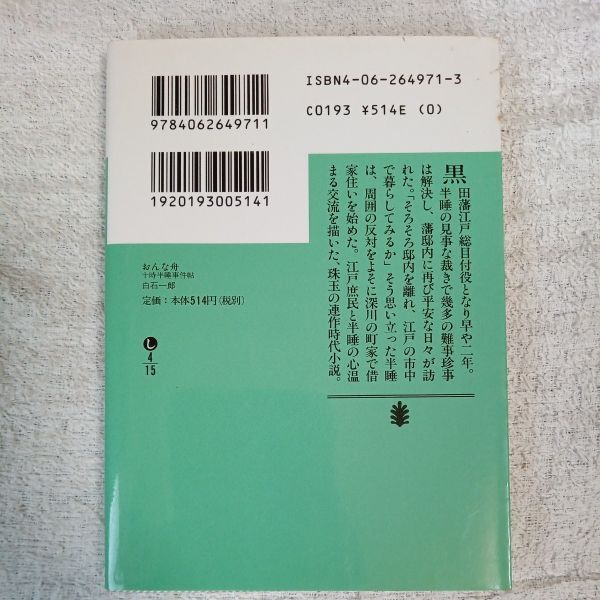 ISBN4-06-264971-3
C0193 ¥514E (0)
9784062649711
1920193005141
おんな舟
十時半睡事件帖
白石一郎
定価：本体514円(税別)
し
4
15
黒田藩江戸総目付役となり早や二年。
半睡の見事な裁きで幾多の難事珍事
は解決し、藩邸内に再び平安な日々が訪
れた。「そろそろ邸内を離れ、江戸の市中
で暮らしてみるか」そう思い立った半睡
は、周囲の反対をよそに深川の町家で借
家住いを始めた。江戸庶民と半睡の心温
まる交流を描いた、珠玉の連作時代小説。